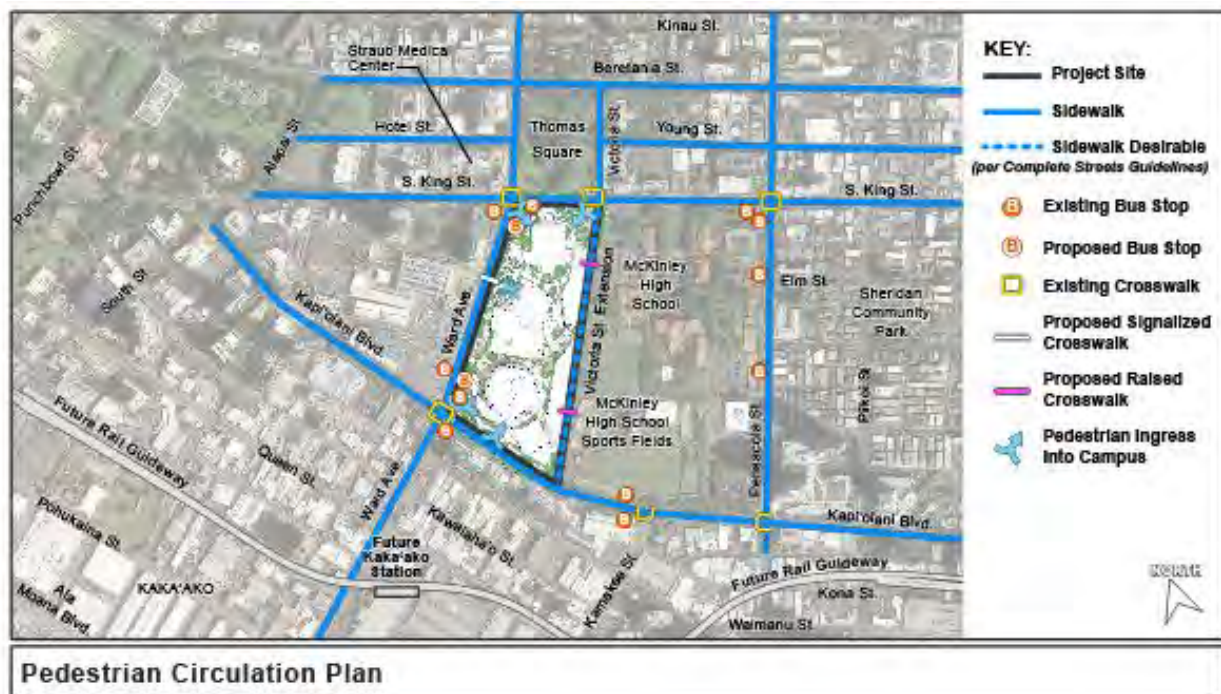 Kinau St.
Straub Medica
Center
Beretania St.
Hotel St.
Thomas
Square
Victoria St.
Young St.
Alapai St
Punchbowl St.
S. King St.
S. King St.
B
B
B
B
B
South St
Kapi'olani Blvd.
Ward Ave
Victoria St Extension
McKinley
High
School
B
Elm St.
Sheridan
Community
Park
B
B
B
B
B
McKinley
High School
Sports Fields
Pensacola St.
Piikoi St
Future Rail Guideway
Queen St.
Ward Ave
Kawaiaha'o St.
B
B
Kapi'olani Blvd.
Pohukaina St.
Future
Kaka'ako
Station
Kamakee St.
Future Rail Guideway
Kona St.
Ala
Moana Blvd.
KAKA'AKO
Waimanu St.
KEY:
Project Site
Sidewalk
Sidewalk Desirable
(per Complete Streets Guidelines)
B Existing Bus Stop
B Proposed Bus Stop
Existing Crosswalk
Proposed Signalized
Crosswalk
Proposed Raised
Crosswalk
Pedestrian Ingress
Into Campus
NORTH
Pedestrian Circulation Plan